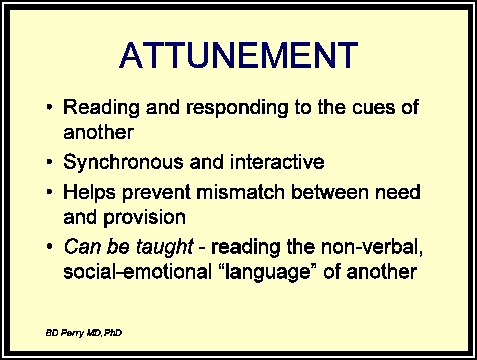 ATTUNEMENT
• Reading and responding to the cues of
another
• Synchronous and interactive
• Helps prevent mismatch between need
and provision
• Can be taught - reading the non-verbal,
social-emotional “language” of another
BD Perry MD, PhD